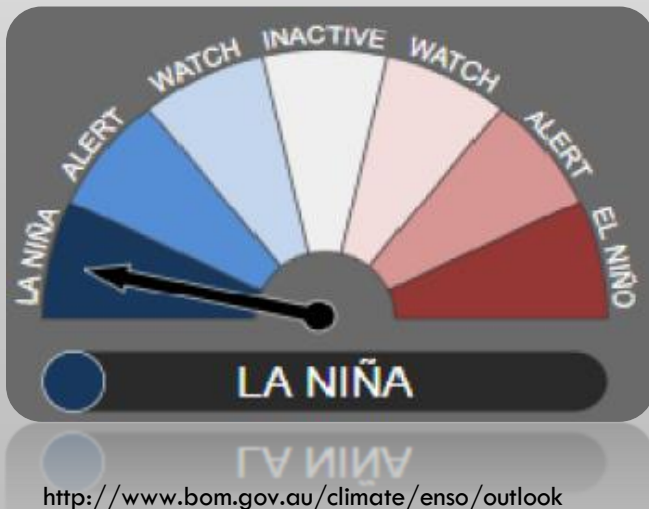 LA NIÑA
ALERT
WATCH
INACTIVE
WATCH
ALERT
EL NIÑO
LA NIÑA
http://www.bom.gov.au/climate/enso/outlook